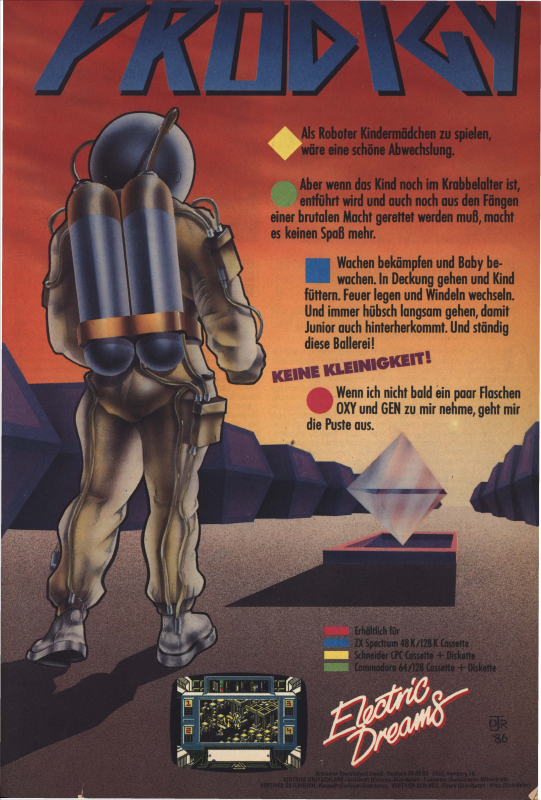 PRODIGY
Als Roboter Kindermädchen zu spielen,
wäre eine schöne Abwechslung.
Aber wenn das Kind noch im Krabbelalter ist,
entführt wird und auch noch aus den Fängen
einer brutalen Macht gerettet werden muß, macht
es keinen Spaß mehr.
Wachen bekämpfen und Baby be-
wachen. In Deckung gehen und Kind
füttern. Feuer legen und Windeln wechseln.
Und immer hübsch langsam gehen, damit
Junior auch hinterherkommt. Und ständig
diese Ballerei!
KEINE KLEINIGKEIT!
Wenn ich nicht bald ein paar Flaschen
OXY und GEN zu mir nehme, geht mir
die Puste aus.
Erhältlich für
ZX Spectrum 48 K/128 K Cassette
Schneider CPC Cassette + Diskette
Commodore 64/128 Cassette + Diskette
Electric
Dreams
DJR
'86